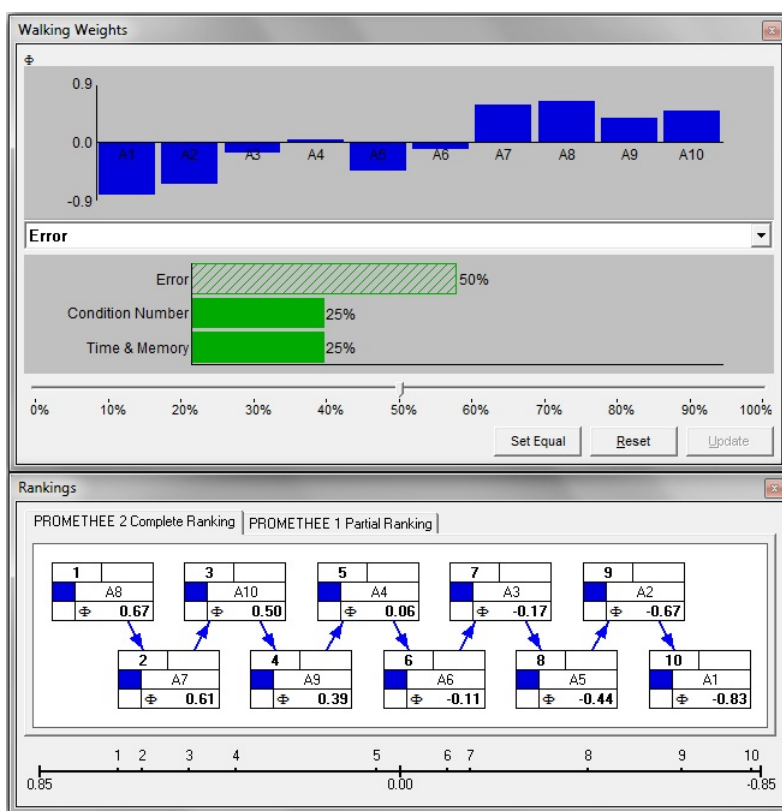 Walking Weights
Φ
0.9
0.0
-0.9
A1 A2 A3 A4 A5 A6 A7 A8 A9 A10
Error
Error 50%
Condition Number 25%
Time & Memory 25%
0% 10% 20% 30% 40% 50% 60% 70% 80% 90% 100%
Set Equal Reset Update
Rankings
PROMETHEE 2 Complete Ranking PROMETHEE 1 Partial Ranking
1 3 5 7 9
A8 A10 A4 A3 A2
Φ 0.67 Φ 0.50 Φ 0.06 Φ -0.17 Φ -0.67
2 4 6 8 10
A7 A9 A6 A5 A1
Φ 0.61 Φ 0.39 Φ -0.11 Φ -0.44 Φ -0.83
1 2 3 4 5 6 7 8 9 10
0.85 0.00 -0.85